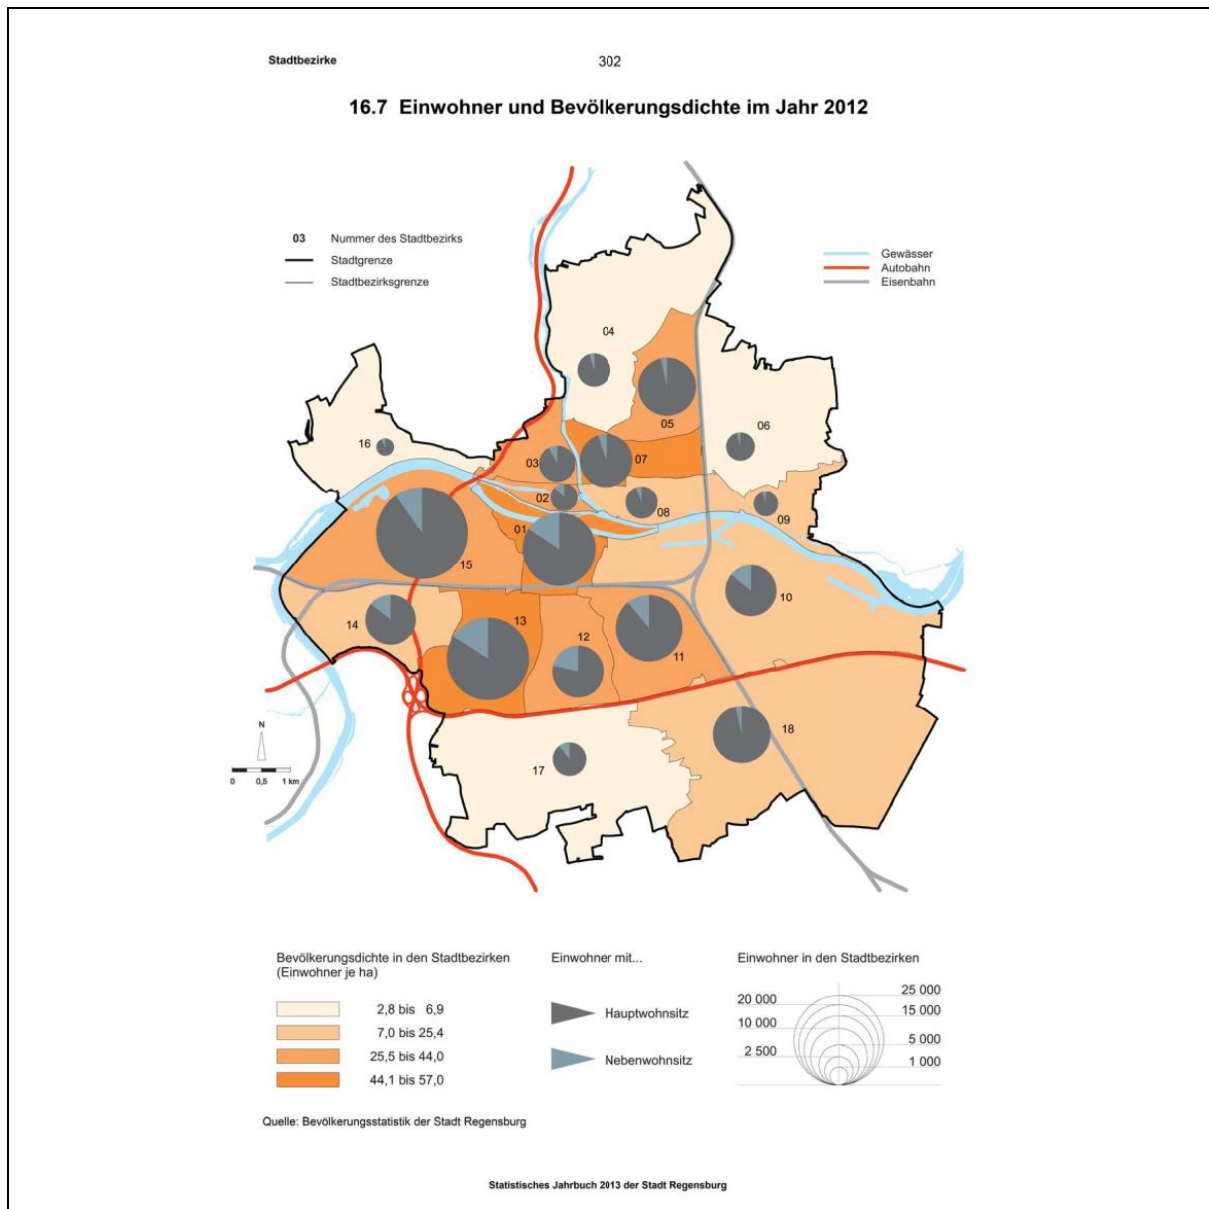 Stadtbezirke
302
16.7 Einwohner und Bevölkerungsdichte im Jahr 2012
03 Nummer des Stadtbezirks
Stadtgrenze
Stadtbezirksgrenze
Gewässer
Autobahn
Eisenbahn
04
05
06
16
03
07
02
08
09
01
15
10
14
13
12
11
18
17
N
0 0,5 1 km
Bevölkerungsdichte in den Stadtbezirken
(Einwohner je ha)
2,8 bis 6,9
7,0 bis 25,4
25,5 bis 44,0
44,1 bis 57,0
Einwohner mit...
Hauptwohnsitz
Nebenwohnsitz
Einwohner in den Stadtbezirken
25 000
20 000
15 000
10 000
5 000
2 500
1 000
Quelle: Bevölkerungsstatistik der Stadt Regensburg
Statistisches Jahrbuch 2013 der Stadt Regensburg